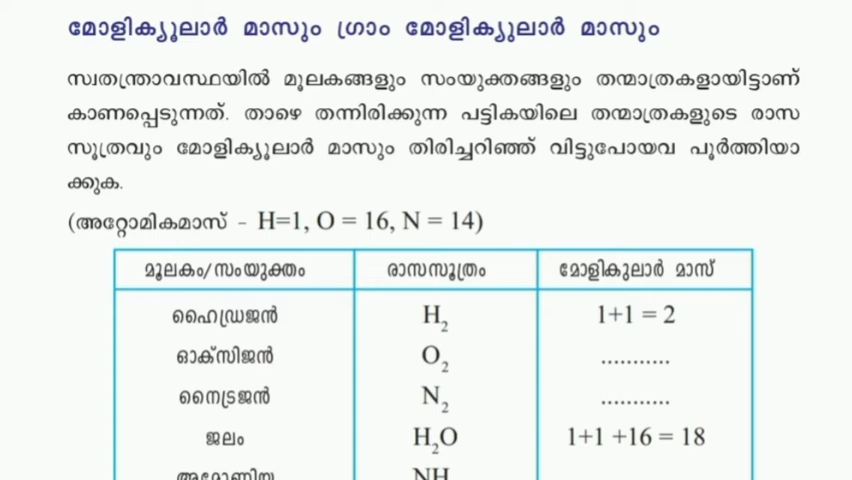 മോളിക്യൂലാർ മാസും ഗ്രാം മോളിക്യുലാർ മാസും
സ്വതന്ത്രാവസ്ഥയിൽ മൂലകങ്ങളും സംയുക്തങ്ങളും തന്മാത്രകളായിട്ടാണ്
കാണപ്പെടുന്നത്. താഴെ തന്നിരിക്കുന്ന പട്ടികയിലെ തന്മാത്രകളുടെ രാസ
സൂത്രവും മോളിക്യൂലാർ മാസും തിരിച്ചറിഞ്ഞ് വിട്ടുപോയവ പൂർത്തിയാ
ക്കുക.
(അറ്റോമികമാസ് - H=1, O = 16, N = 14)
മൂലകം/സംയുക്തം രാസസൂത്രം മോളികുലാർ മാസ്
ഹൈഡ്രജൻ H₂ 1+1 = 2
ഓക്സിജൻ O₂ ...........
നൈട്രജൻ N₂ ...........
ജലം H₂O 1+1 +16 = 18
അമോണിയ NH